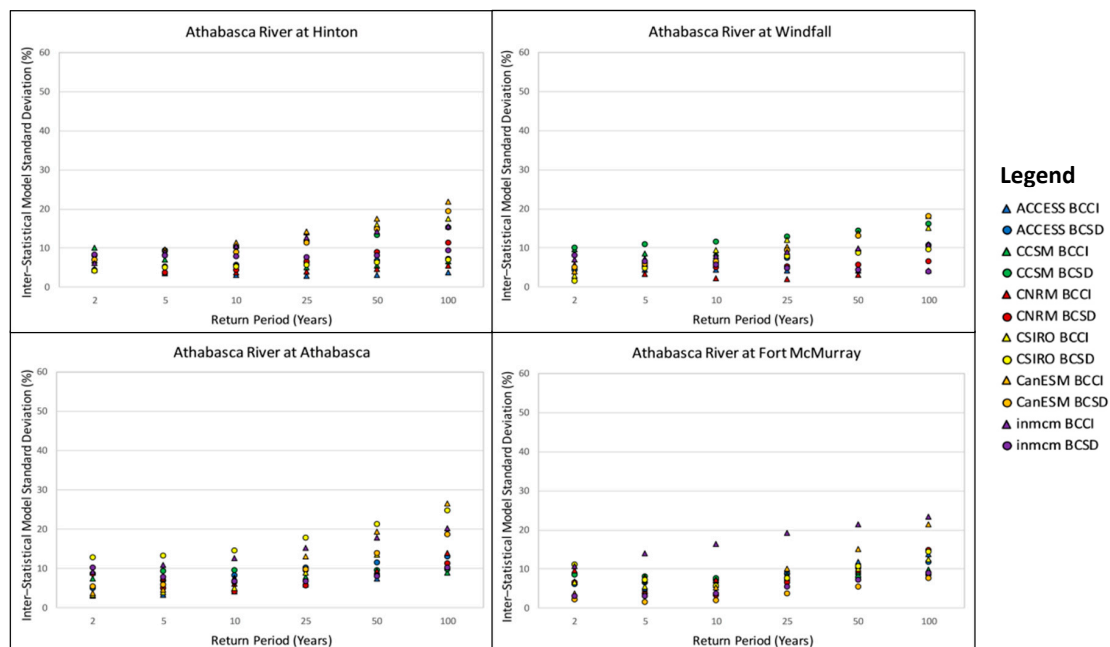 Athabasca River at Hinton
Inter–Statistical Model Standard Deviation (%)
60
50
40
30
20
10
0
2 5 10 25 50 100
Return Period (Years)
Athabasca River at Windfall
Inter–Statistical Model Standard Deviation (%)
60
50
40
30
20
10
0
2 5 10 25 50 100
Return Period (Years)
Athabasca River at Athabasca
Inter–Statistical Model Standard Deviation (%)
60
50
40
30
20
10
0
2 5 10 25 50 100
Return Period (Years)
Athabasca River at Fort McMurray
Inter–Statistical Model Standard Deviation (%)
60
50
40
30
20
10
0
2 5 10 25 50 100
Return Period (Years)
Legend
ACCESS BCCI
ACCESS BCSD
CCSM BCCI
CCSM BCSD
CNRM BCCI
CNRM BCSD
CSIRO BCCI
CSIRO BCSD
CanESM BCCI
CanESM BCSD
inmcm BCCI
inmcm BCSD